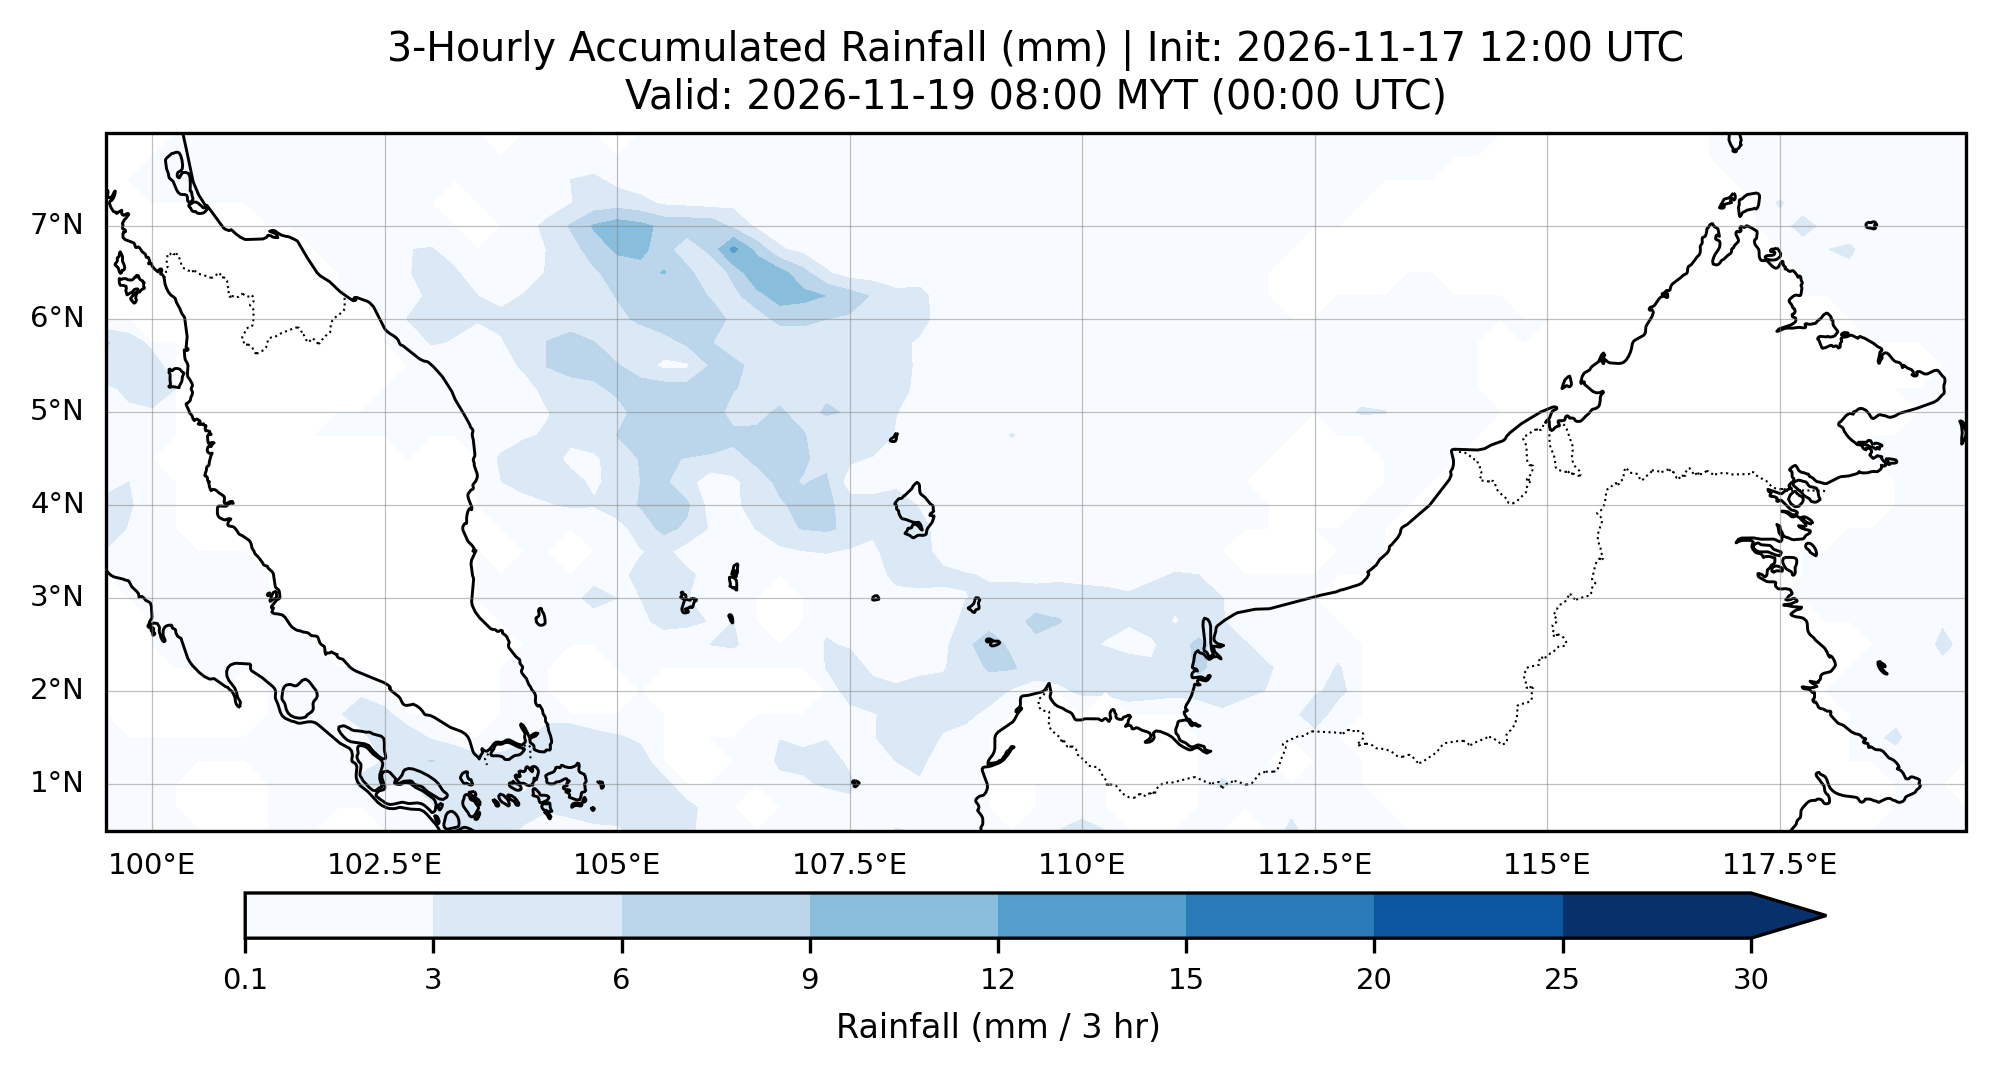 3-Hourly Accumulated Rainfall (mm) | Init: 2026-11-17 12:00 UTC
Valid: 2026-11-19 08:00 MYT (00:00 UTC)
7°N
6°N
5°N
4°N
3°N
2°N
1°N
100°E 102.5°E 105°E 107.5°E 110°E 112.5°E 115°E 117.5°E
0.1 3 6 9 12 15 20 25 30
Rainfall (mm / 3 hr)